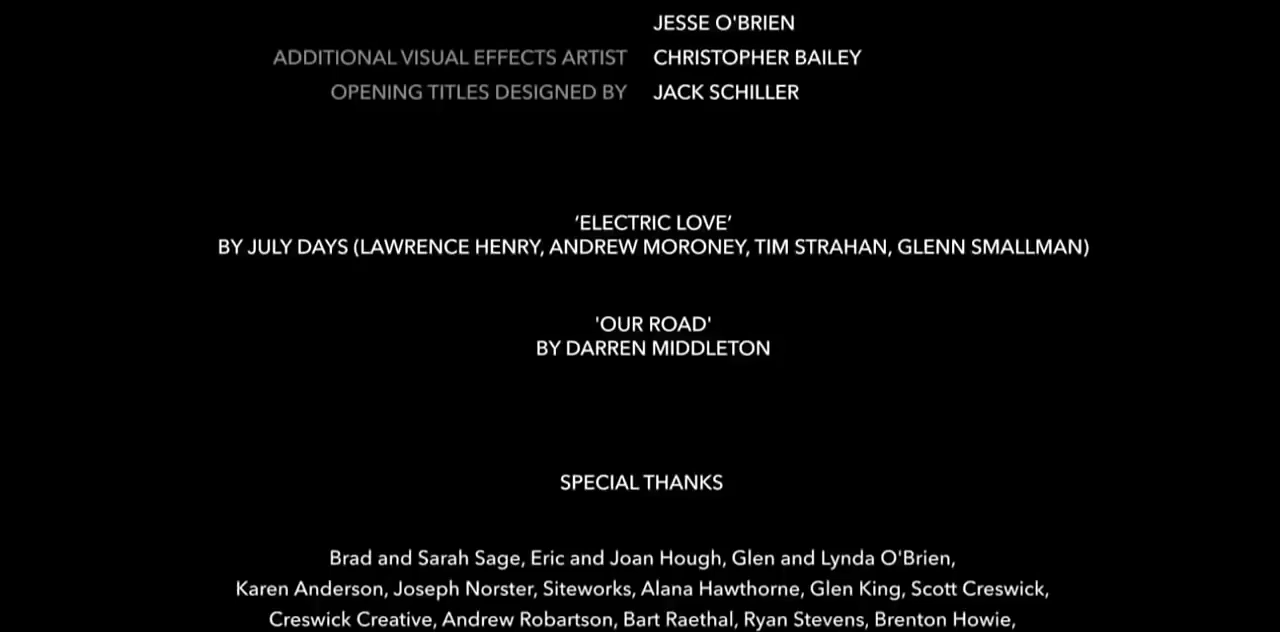 JESSE O'BRIEN
ADDITIONAL VISUAL EFFECTS ARTIST CHRISTOPHER BAILEY
OPENING TITLES DESIGNED BY JACK SCHILLER
‘ELECTRIC LOVE’
BY JULY DAYS (LAWRENCE HENRY, ANDREW MORONEY, TIM STRAHAN, GLENN SMALLMAN)
'OUR ROAD'
BY DARREN MIDDLETON
SPECIAL THANKS
Brad and Sarah Sage, Eric and Joan Hough, Glen and Lynda O'Brien,
Karen Anderson, Joseph Norster, Siteworks, Alana Hawthorne, Glen King, Scott Creswick,
Creswick Creative, Andrew Robartson, Bart Raethal, Ryan Stevens, Brenton Howie,